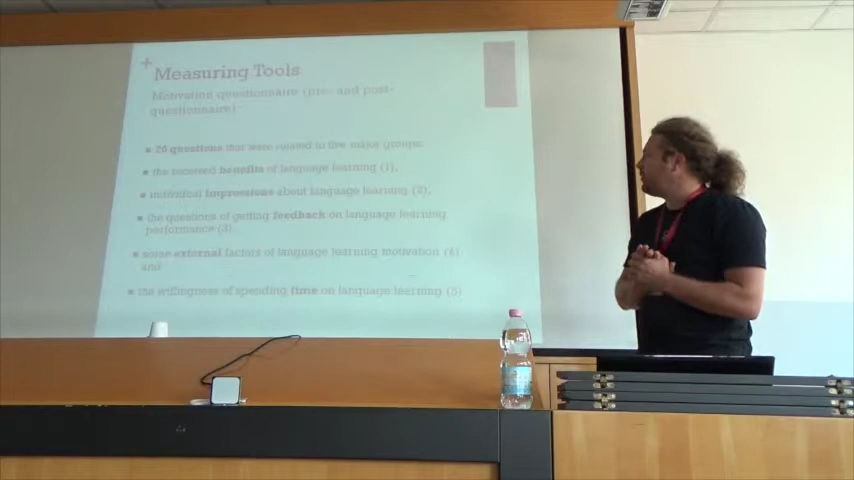 +
Measuring Tools
Motivation questionnaire (pre- and post-
questionnaire)
20 questions that were related to five major groups:
the received benefits of language learning (1),
individual impressions about language learning (2),
the questions of getting feedback on language learning
performance (3),
some external factors of language learning motivation (4)
and
the willingness of spending time on language learning (5)